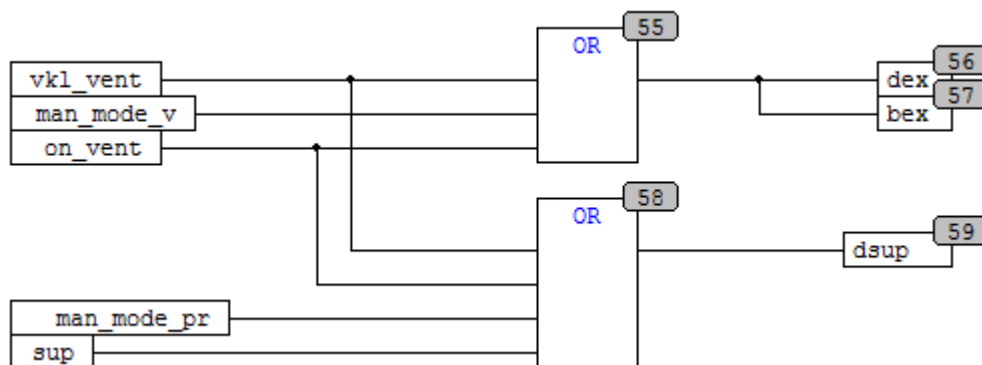 55
OR
56
vkl_vent
dex
57
man_mode_v
bex
on_vent
58
OR
59
dsup
man_mode_pr
sup